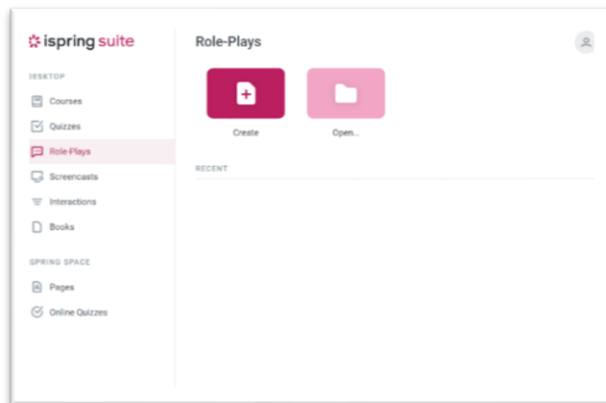 ispring suite
Role-Plays
IESKTOP
Courses
Quizzes
Role-Plays
Screencasts
Interactions
Books
SPRING SPACE
Pages
Online Quizzes
Create
Open...
RECENT